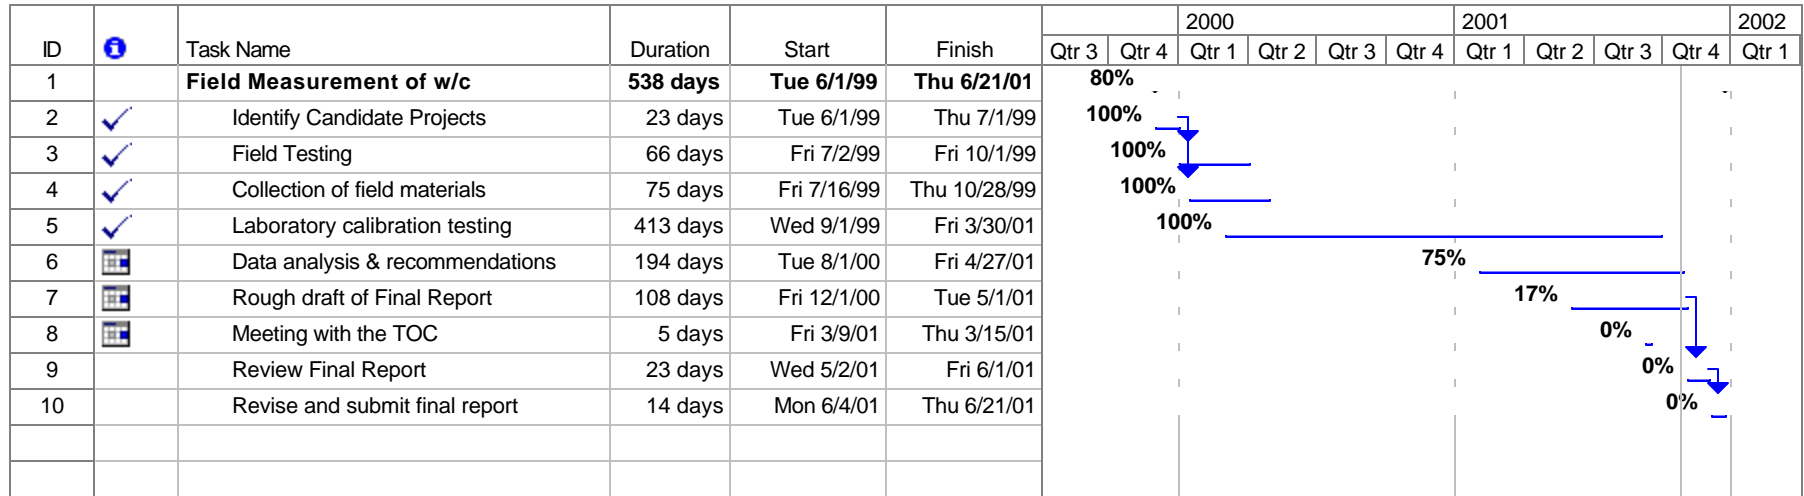 2000 2001 2002
ID i Task Name Duration Start Finish Qtr 3 Qtr 4 Qtr 1 Qtr 2 Qtr 3 Qtr 4 Qtr 1 Qtr 2 Qtr 3 Qtr 4 Qtr 1
1 Field Measurement of w/c 538 days Tue 6/1/99 Thu 6/21/01 80%
2 Identify Candidate Projects 23 days Tue 6/1/99 Thu 7/1/99 100%
3 Field Testing 66 days Fri 7/2/99 Fri 10/1/99 100%
4 Collection of field materials 75 days Fri 7/16/99 Thu 10/28/99 100%
5 Laboratory calibration testing 413 days Wed 9/1/99 Fri 3/30/01 100%
6 Data analysis & recommendations 194 days Tue 8/1/00 Fri 4/27/01 75%
7 Rough draft of Final Report 108 days Fri 12/1/00 Tue 5/1/01 17%
8 Meeting with the TOC 5 days Fri 3/9/01 Thu 3/15/01 0%
9 Review Final Report 23 days Wed 5/2/01 Fri 6/1/01 0%
10 Revise and submit final report 14 days Mon 6/4/01 Thu 6/21/01 0%